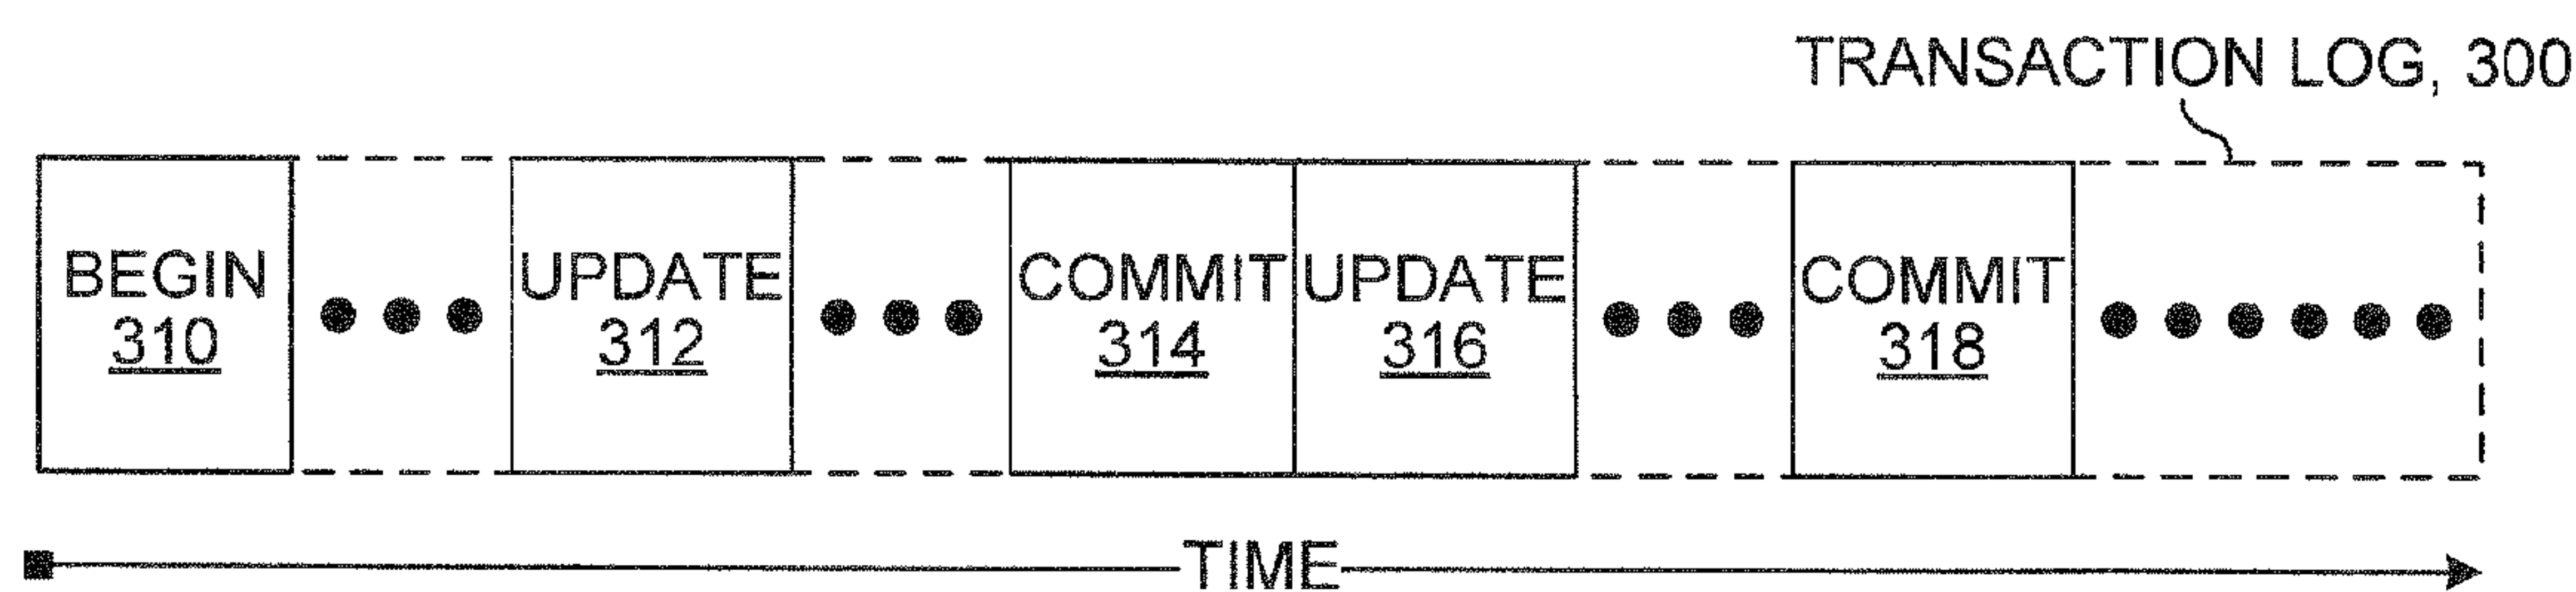 TRANSACTION LOG, 300
BEGIN UPDATE COMMIT UPDATE COMMIT
310 312 314 316 318
TIME